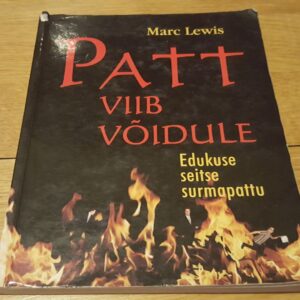 Marc Lewis
PATT
VIIB
VÕIDULE
Edukuse
seitse
surmapattu